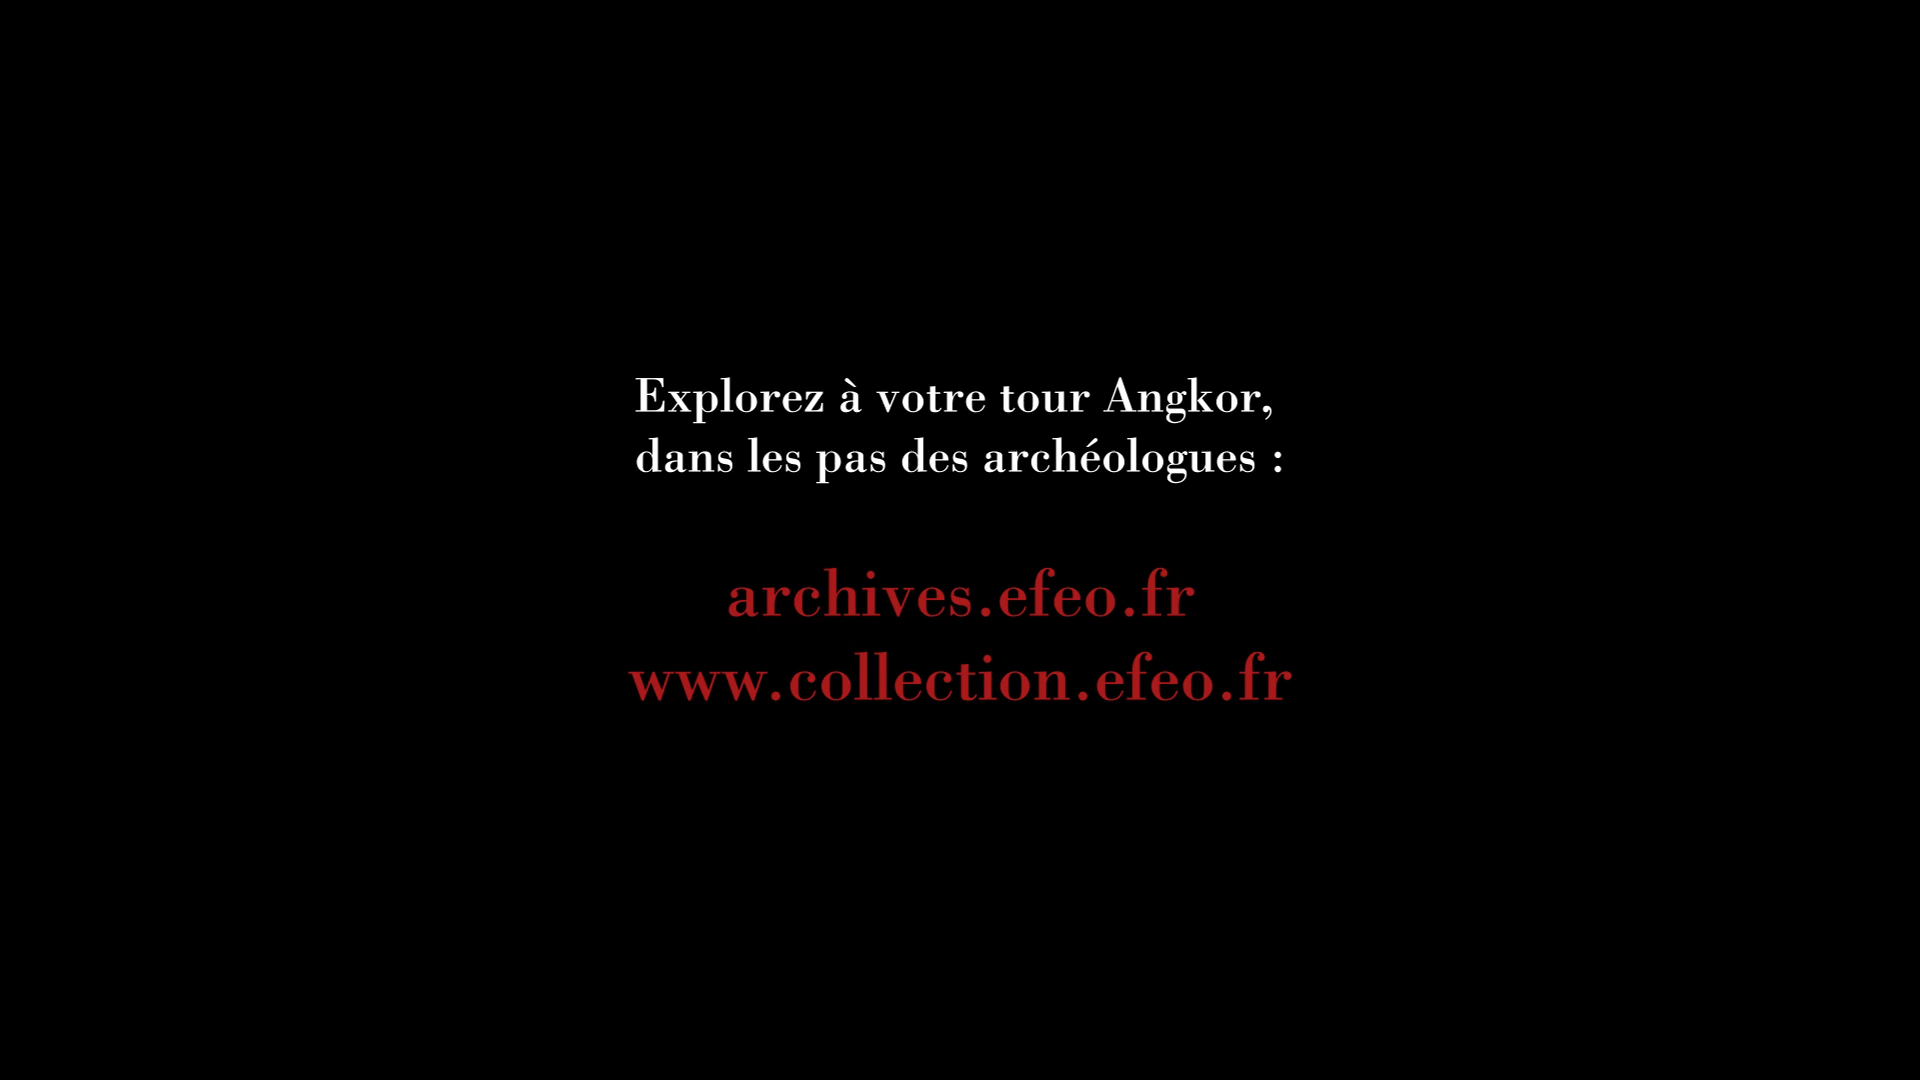 Explorez à votre tour Angkor,
dans les pas des archéologues :
archives.efeo.fr
www.collection.efeo.fr